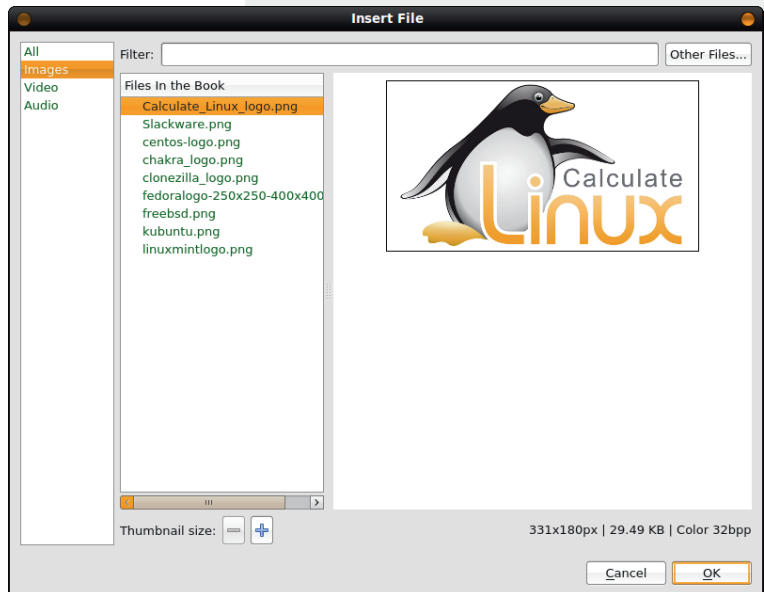 Insert File
All
Images
Video
Audio
Filter:
Other Files...
Files In the Book
Calculate_Linux_logo.png
Slackware.png
centos-logo.png
chakra_logo.png
clonezilla_logo.png
fedoralogo-250x250-400x400
freebsd.png
kubuntu.png
linuxmintlogo.png
Calculate
Linux
Thumbnail size:
331x180px | 29.49 KB | Color 32bpp
Cancel
OK